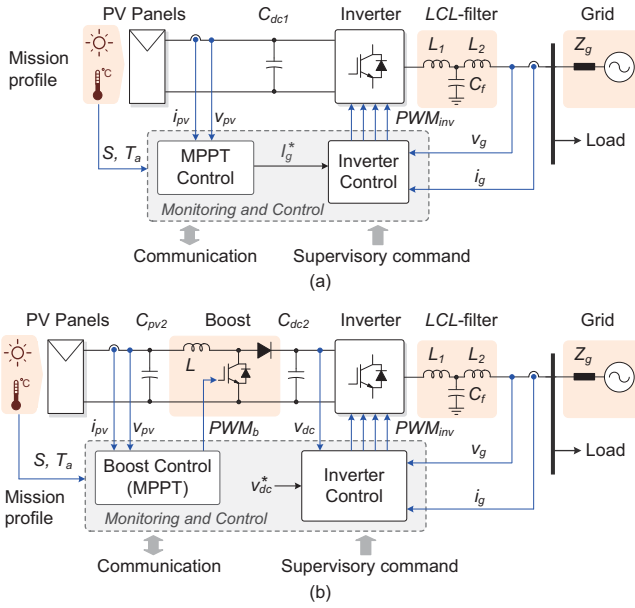 PV Panels
C_dc1
Inverter
LCL-filter
Grid
Mission
profile
°C
L_1
L_2
C_f
Z_g
i_pv
v_pv
PWM_inv
S, T_a
MPPT
Control
I_g^*
Inverter
Control
v_g
i_g
Load
Monitoring and Control
Communication
Supervisory command
(a)
PV Panels
C_pv2
Boost
C_dc2
Inverter
LCL-filter
Grid
°C
L
L_1
L_2
C_f
Z_g
i_pv
v_pv
PWM_b
v_dc
PWM_inv
S, T_a
Mission
profile
Boost Control
(MPPT)
v_dc^*
Inverter
Control
v_g
i_g
Load
Monitoring and Control
Communication
Supervisory command
(b)